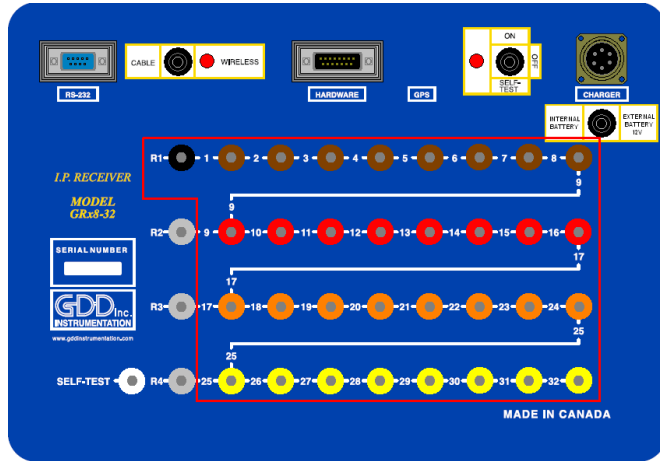 ON
OFF
CABLE
WIRELESS
SELF-
TEST
RS-232
HARDWARE
GPS
CHARGER
INTERNAL
BATTERY
EXTERNAL
BATTERY
12V
R1 1 2 3 4 5 6 7 8
9
I.P. RECEIVER
MODEL
GRx8-32
9
R2 9 10 11 12 13 14 15 16
17
SERIAL NUMBER
17
R3 17 18 19 20 21 22 23 24
GDD Inc.
INSTRUMENTATION
25
www.gddinstrumentation.com
25
SELF-TEST R4 25 26 27 28 29 30 31 32
MADE IN CANADA